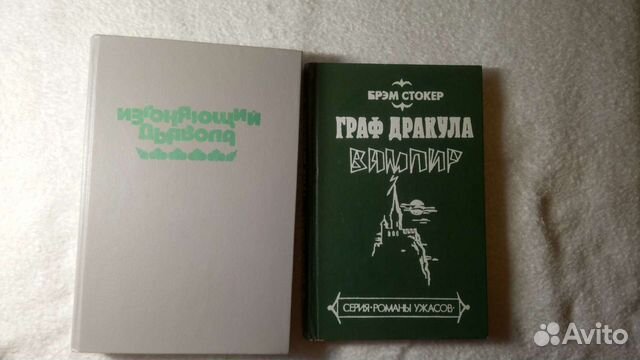 ИЗГОНЯЮЩИЙ
ДЬЯВОЛА
БРЭМ СТОКЕР
ГРАФ ДРАКУЛА
ВАМПИР
СЕРИЯ·РОМАНЫ УЖАСОВ·
Avito